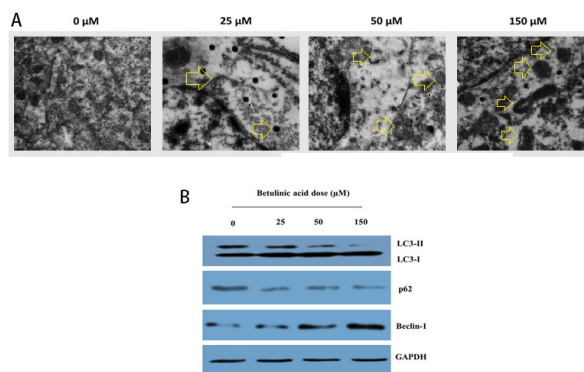 A
0 μM 25 μM 50 μM 150 μM
B
Betulinic acid dose (μM)
0 25 50 150
LC3-II
LC3-I
p62
Beclin-1
GAPDH